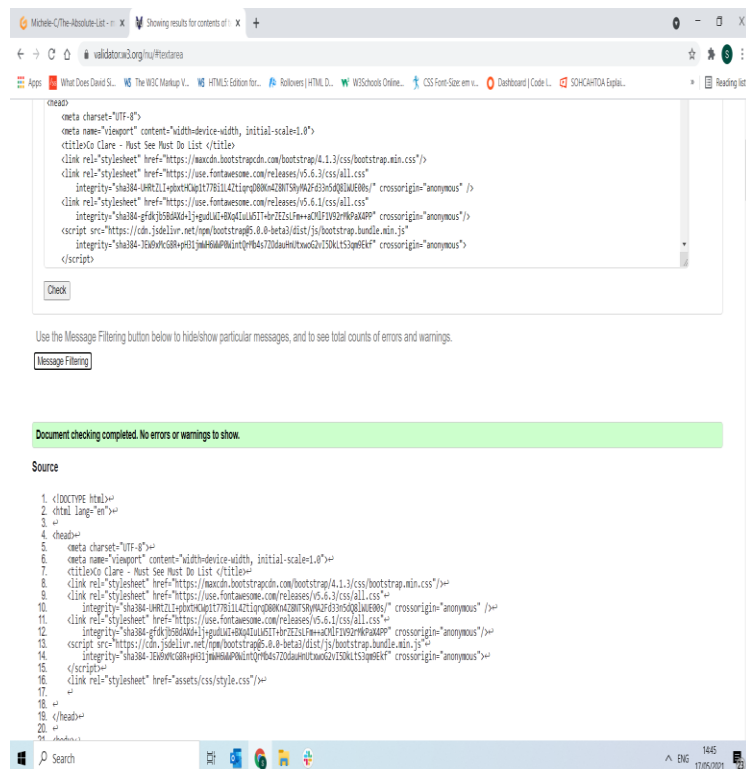 Michele-C/The-Absolute-List - m X Showing results for contents of t X +
validator.w3.org/nu/#textarea
Apps What Does David Si... The W3C Markup V... HTML5: Edition for... Rollovers | HTML D... W3Schools Online... CSS Font-Size: em v... Dashboard | Code L... SOHCAHTOA Explai... » Reading list
<head>
<meta charset="UTF-8">
<meta name="viewport" content="width=device-width, initial-scale=1.0">
<title>Co Clare - Must See Must Do List </title>
<link rel="stylesheet" href="https://maxcdn.bootstrapcdn.com/bootstrap/4.1.3/css/bootstrap.min.css"/>
<link rel="stylesheet" href="https://use.fontawesome.com/releases/v5.6.3/css/all.css"
crossorigin="anonymous" />
<link rel="stylesheet" href="https://use.fontawesome.com/releases/v5.6.1/css/all.css"
crossorigin="anonymous"/>
<script src="https://cdn.jsdelivr.net/npm/bootstrap@5.0.0-beta3/dist/js/bootstrap.bundle.min.js"
crossorigin="anonymous">
</script>
Check
Use the Message Filtering button below to hide/show particular messages, and to see total counts of errors and warnings.
Message Filtering
Document checking completed. No errors or warnings to show.
Source
1. <!DOCTYPE html>↩
2. <html lang="en">↩
3. ↩
4. <head>↩
5. <meta charset="UTF-8">↩
6. <meta name="viewport" content="width=device-width, initial-scale=1.0">↩
7. <title>Co Clare - Must See Must Do List </title>↩
8. <link rel="stylesheet" href="https://maxcdn.bootstrapcdn.com/bootstrap/4.1.3/css/bootstrap.min.css"/>↩
9. <link rel="stylesheet" href="https://use.fontawesome.com/releases/v5.6.3/css/all.css"↩
10. crossorigin="anonymous" />↩
11. <link rel="stylesheet" href="https://use.fontawesome.com/releases/v5.6.1/css/all.css"↩
12. crossorigin="anonymous"/>↩
13. <script src="https://cdn.jsdelivr.net/npm/bootstrap@5.0.0-beta3/dist/js/bootstrap.bundle.min.js"↩
14. crossorigin="anonymous">↩
15. </script>↩
16. <link rel="stylesheet" href="assets/css/style.css"/>↩
17. ↩
18. ↩
19. </head>↩
20. ↩
21. <body>↩
Search
ENG 14:45
17/05/2021